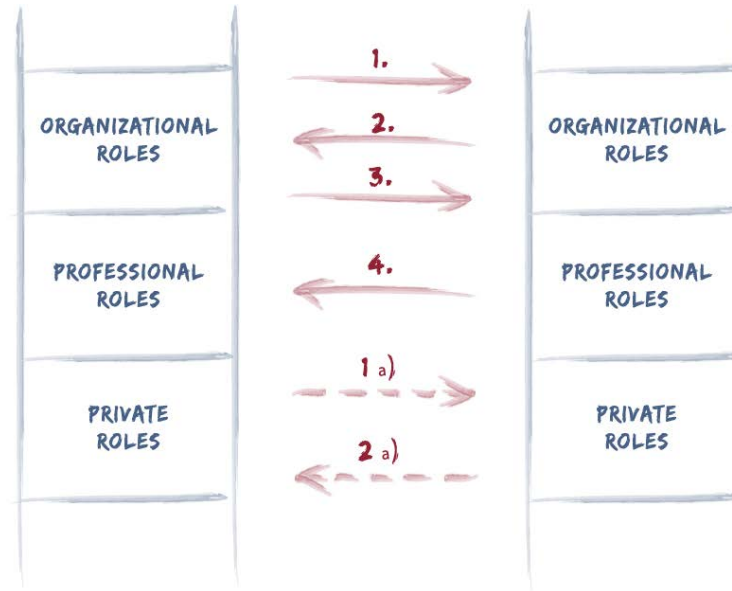 1.
ORGANIZATIONAL
ROLES
2.
ORGANIZATIONAL
ROLES
3.
PROFESSIONAL
ROLES
4.
PROFESSIONAL
ROLES
1 a)
PRIVATE
ROLES
2 a)
PRIVATE
ROLES